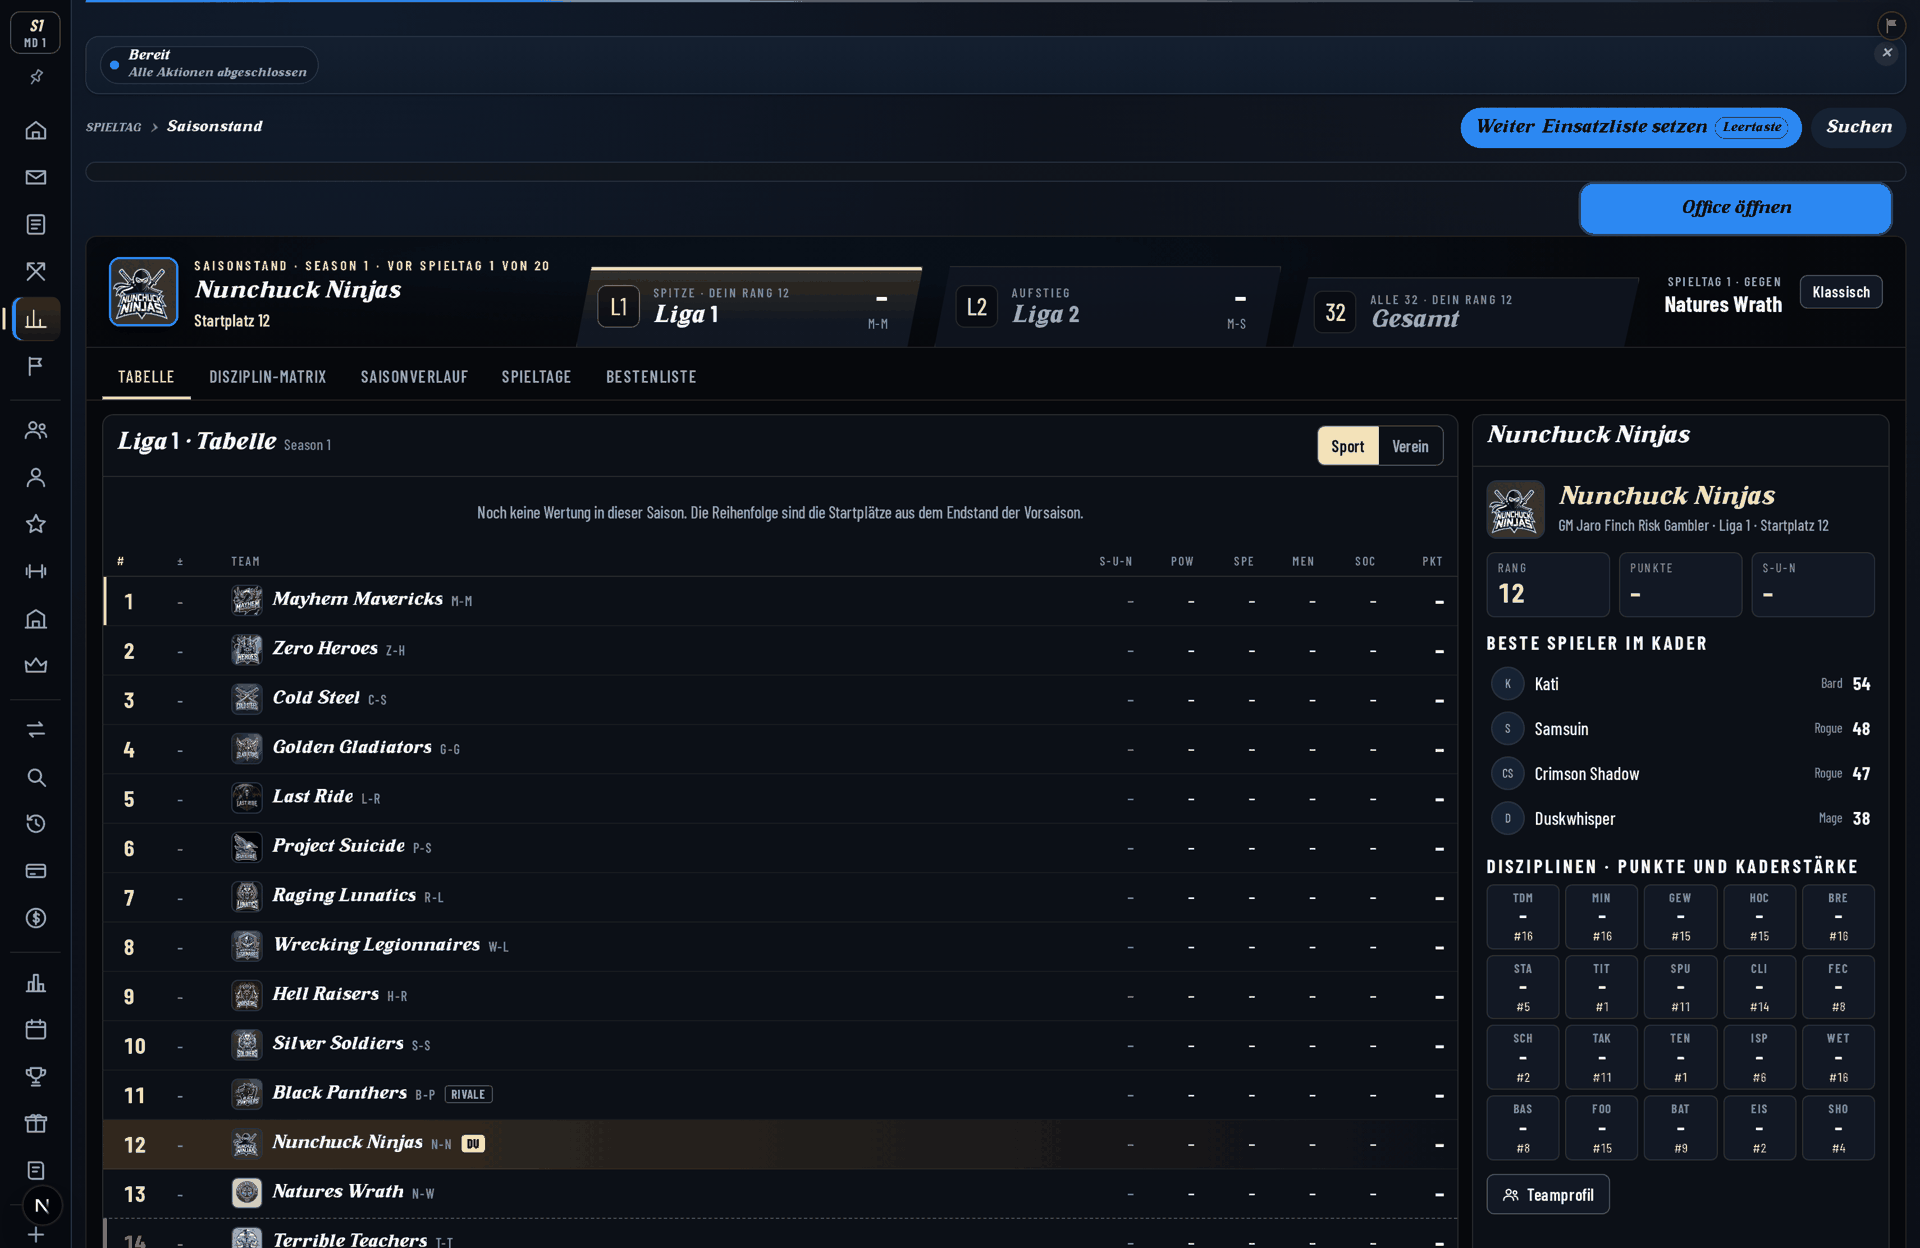 S1
MD 1
Bereit
Alle Aktionen abgeschlossen
SPIELTAG > Saisonstand
Weiter Einsatzliste setzen Leertaste
Suchen
Office öffnen
SAISONSTAND · SEASON 1 · VOR SPIELTAG 1 VON 20
Nunchuck Ninjas
Startplatz 12
L1 SPITZE · DEIN RANG 12
Liga 1
–
M-M
L2 AUFSTIEG
Liga 2
–
M-S
32 ALLE 32 · DEIN RANG 12
Gesamt
SPIELTAG 1 · GEGEN
Natures Wrath
Klassisch
TABELLE DISZIPLIN-MATRIX SAISONVERLAUF SPIELTAGE BESTENLISTE
Liga 1 · Tabelle Season 1
Sport Verein
Noch keine Wertung in dieser Saison. Die Reihenfolge sind die Startplätze aus dem Endstand der Vorsaison.
# ± TEAM S-U-N POW SPE MEN SOC PKT
1 - Mayhem Mavericks M-M – – – – – –
2 - Zero Heroes Z-H – – – – – –
3 - Cold Steel C-S – – – – – –
4 - Golden Gladiators G-G – – – – – –
5 - Last Ride L-R – – – – – –
6 - Project Suicide P-S – – – – – –
7 - Raging Lunatics R-L – – – – – –
8 - Wrecking Legionnaires W-L – – – – – –
9 - Hell Raisers H-R – – – – – –
10 - Silver Soldiers S-S – – – – – –
11 - Black Panthers B-P RIVALE – – – – – –
12 - Nunchuck Ninjas N-N DU – – – – – –
13 - Natures Wrath N-W – – – – – –
14 - Terrible Teachers T-T – – – – – –
Nunchuck Ninjas
Nunchuck Ninjas
GM Jaro Finch Risk Gambler · Liga 1 · Startplatz 12
RANG PUNKTE S-U-N
12 – –
BESTE SPIELER IM KADER
K Kati Bard 54
S Samsuin Rogue 48
CS Crimson Shadow Rogue 47
D Duskwhisper Mage 38
DISZIPLINEN · PUNKTE UND KADERSTÄRKE
TDM MIN GEW HOC BRE
– – – – –
#16 #16 #15 #15 #16
STA TIT SPU CLI FEC
– – – – –
#5 #1 #11 #14 #8
SCH TAK TEN ISP WET
– – – – –
#2 #11 #1 #6 #16
BAS FOO BAT EIS SHO
– – – – –
#8 #15 #9 #2 #4
Teamprofil
N